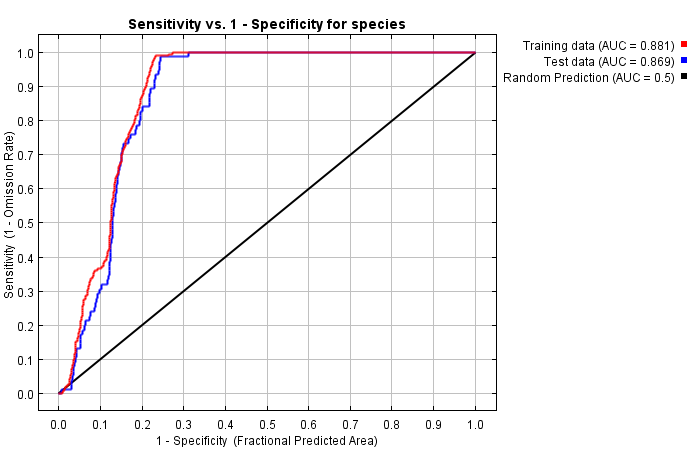 Sensitivity vs. 1 - Specificity for species
Training data (AUC = 0.881)
Test data (AUC = 0.869)
Random Prediction (AUC = 0.5)
Sensitivity (1 - Omission Rate)
1.0
0.9
0.8
0.7
0.6
0.5
0.4
0.3
0.2
0.1
0.0
0.0 0.1 0.2 0.3 0.4 0.5 0.6 0.7 0.8 0.9 1.0
1 - Specificity (Fractional Predicted Area)